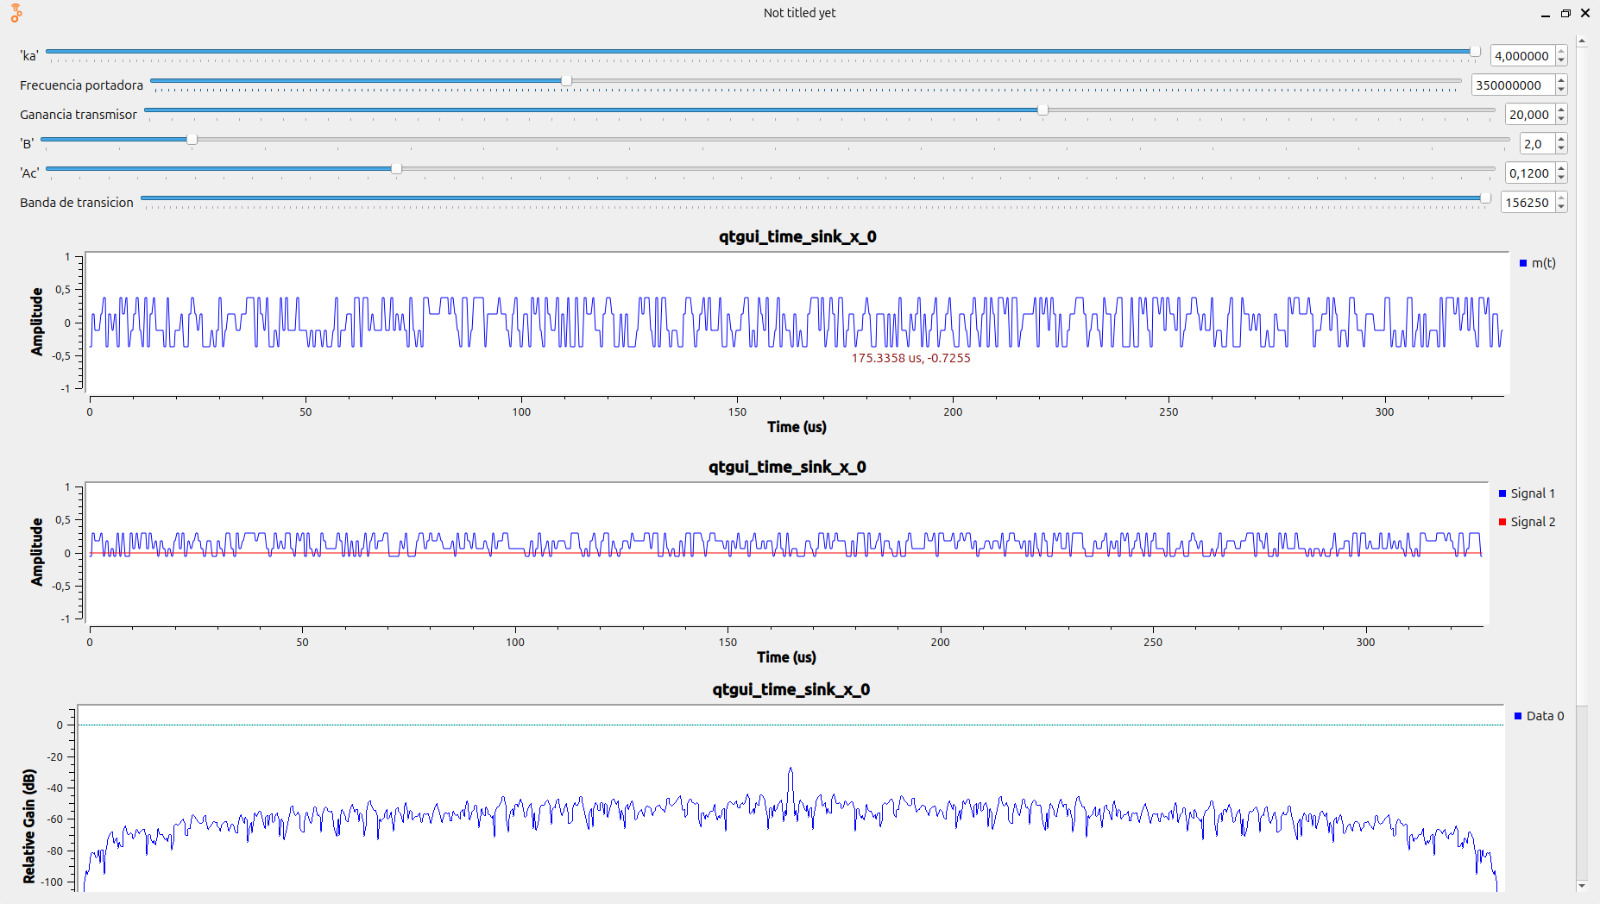 Not titled yet
'ka' 4,000000
Frecuencia portadora 350000000
Ganancia transmisor 20,000
'B' 2,0
'Ac' 0,1200
Banda de transicion 156250
qtgui_time_sink_x_0
m(t)
Amplitude
1
0,5
0
-0,5
-1
175.3358 us, -0.7255
0 50 100 150 200 250 300
Time (us)
qtgui_time_sink_x_0
Signal 1
Signal 2
Amplitude
1
0,5
0
-0,5
-1
0 50 100 150 200 250 300
Time (us)
qtgui_time_sink_x_0
Data 0
Relative Gain (dB)
0
-20
-40
-60
-80
-100